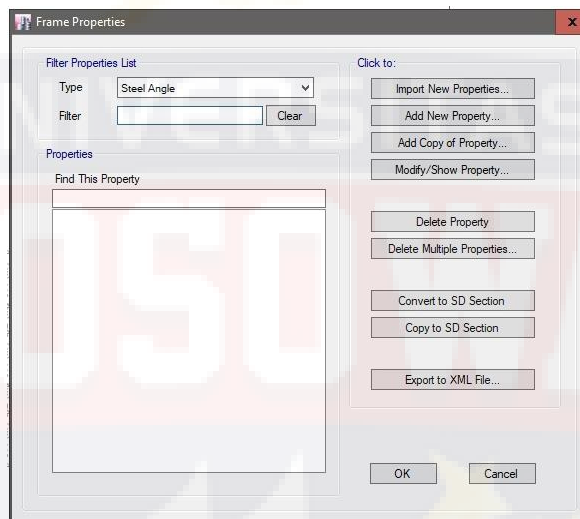 Frame Properties
Filter Properties List
Type
Steel Angle
Filter
Clear
Properties
Find This Property
Click to:
Import New Properties...
Add New Property...
Add Copy of Property...
Modify/Show Property...
Delete Property
Delete Multiple Properties...
Convert to SD Section
Copy to SD Section
Export to XML File...
OK
Cancel